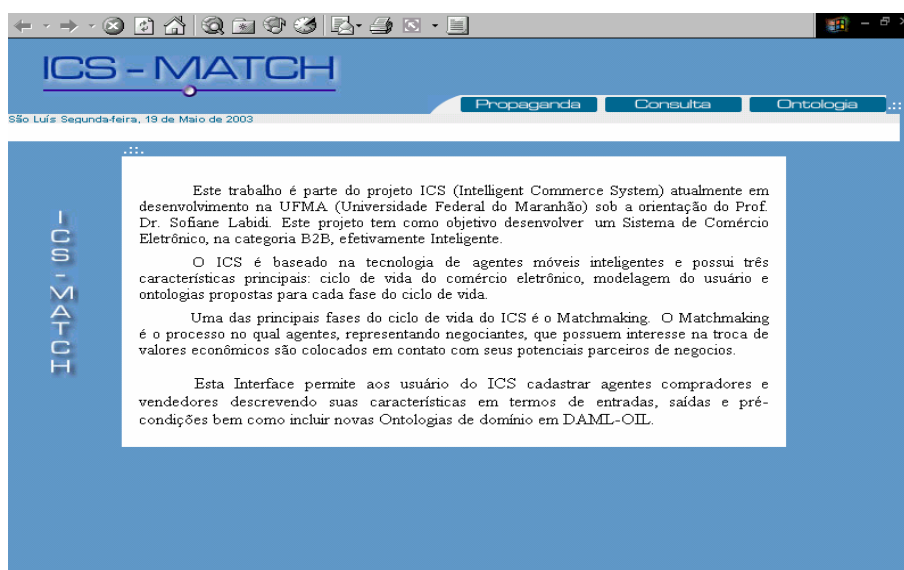 ICS - MATCH
Propaganda Consulta Ontologia
São Luís Segunda-feira, 19 de Maio de 2003
ICS - MATCH
Este trabalho é parte do projeto ICS (Intelligent Commerce System) atualmente em
desenvolvimento na UFMA (Universidade Federal do Maranhão) sob a orientação do Prof.
Dr. Sofiane Labidi. Este projeto tem como objetivo desenvolver um Sistema de Comércio
Eletrônico, na categoria B2B, efetivamente Inteligente.
O ICS é baseado na tecnologia de agentes móveis inteligentes e possui três
características principais: ciclo de vida do comércio eletrônico, modelagem do usuário e
ontologias propostas para cada fase do ciclo de vida.
Uma das principais fases do ciclo de vida do ICS é o Matchmaking. O Matchmaking
é o processo no qual agentes, representando negociantes, que possuem interesse na troca de
valores econômicos são colocados em contato com seus potenciais parceiros de negocios.
Esta Interface permite aos usuário do ICS cadastrar agentes compradores e
vendedores descrevendo suas características em termos de entradas, saídas e pré-
condições bem como incluir novas Ontologias de domínio em DAML-OIL.